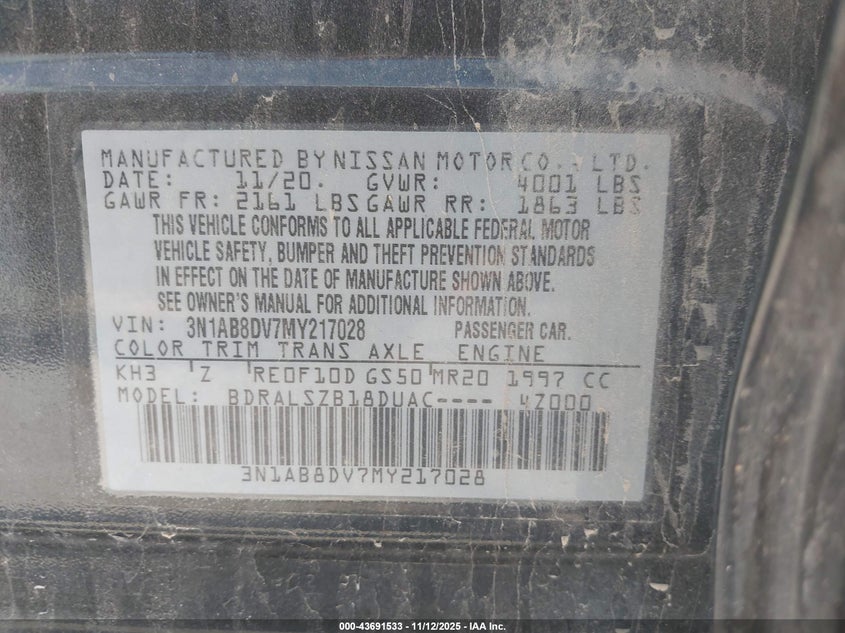 MANUFACTURED BY NISSAN MOTOR CO., LTD.
DATE: 11/20. GVWR: 4001 LBS
GAWR FR: 2161 LBS GAWR RR: 1863 LBS
THIS VEHICLE CONFORMS TO ALL APPLICABLE FEDERAL MOTOR
VEHICLE SAFETY, BUMPER AND THEFT PREVENTION STANDARDS
IN EFFECT ON THE DATE OF MANUFACTURE SHOWN ABOVE.
SEE OWNER'S MANUAL FOR ADDITIONAL INFORMATION.
VIN: 3N1AB8DV7MY217028 PASSENGER CAR.
COLOR TRIM TRANS AXLE ENGINE
KH3 Z RE0F10D GS50 MR20 1997 CC
MODEL: BDRALSZB18DUAC---- 4Z000
3N1AB8DV7MY217028
000-43691533 - 11/12/2025 - IAA Inc.